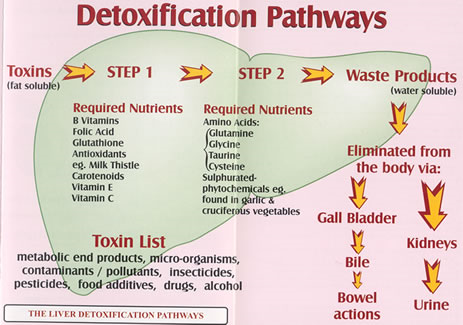 Detoxification Pathways
Toxins
(fat soluble)
STEP 1
STEP 2
Waste Products
(water soluble)
Required Nutrients
B Vitamins
Folic Acid
Glutathione
Antioxidants
eg. Milk Thistle
Carotenoids
Vitamin E
Vitamin C
Required Nutrients
Amino Acids:
Glutamine
Glycine
Taurine
Cysteine
Sulphurated-
phytochemicals eg.
found in garlic &
cruciferous vegetables
Eliminated from
the body via:
Gall Bladder
Bile
Bowel
actions
Kidneys
Urine
Toxin List
metabolic end products, micro-organisms,
contaminants / pollutants, insecticides,
pesticides, food additives, drugs, alcohol
THE LIVER DETOXIFICATION PATHWAYS